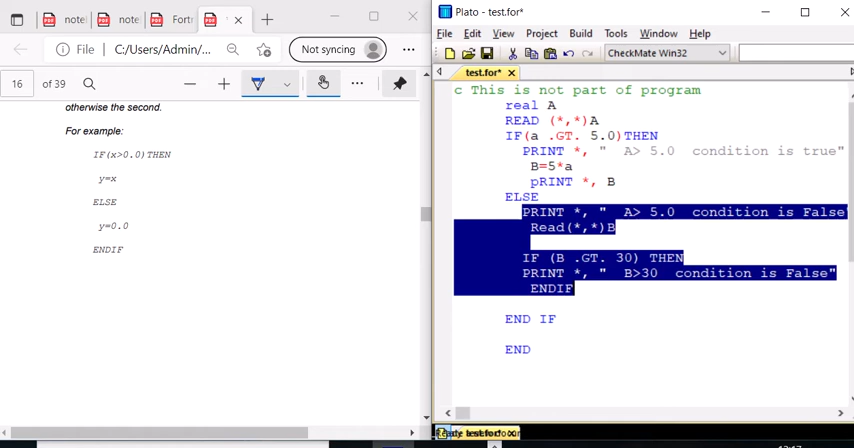 note
note
Fortr
File
C:/Users/Admin/...
Not syncing
16
of 39
otherwise the second.
For example:
IF(x>0.0)THEN
y=x
ELSE
y=0.0
ENDIF
Plato - test.for*
File Edit View Project Build Tools Window Help
CheckMate Win32
test.for*
c This is not part of program
real A
READ (*,*)A
IF(a .GT. 5.0)THEN
PRINT *, " A> 5.0 condition is true"
B=5*a
pRINT *, B
ELSE
PRINT *, " A> 5.0 condition is False"
Read(*,*)B
IF (B .GT. 30) THEN
PRINT *, " B>30 condition is False"
ENDIF
END IF
END